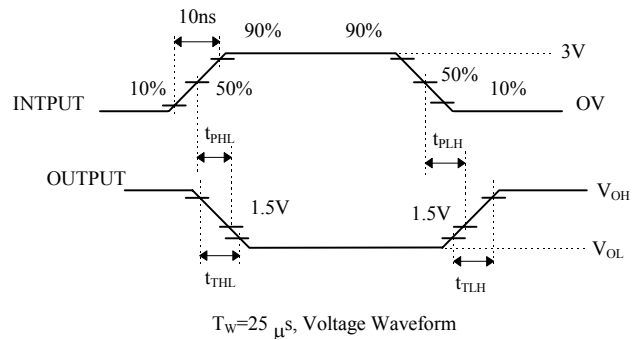 10ns
90% 90%
3V
10% 50% 50% 10%
INTPUT OV
tPHL tPLH
OUTPUT VOH
1.5V 1.5V
VOL
tTHL tTLH
TW=25 μs, Voltage Waveform